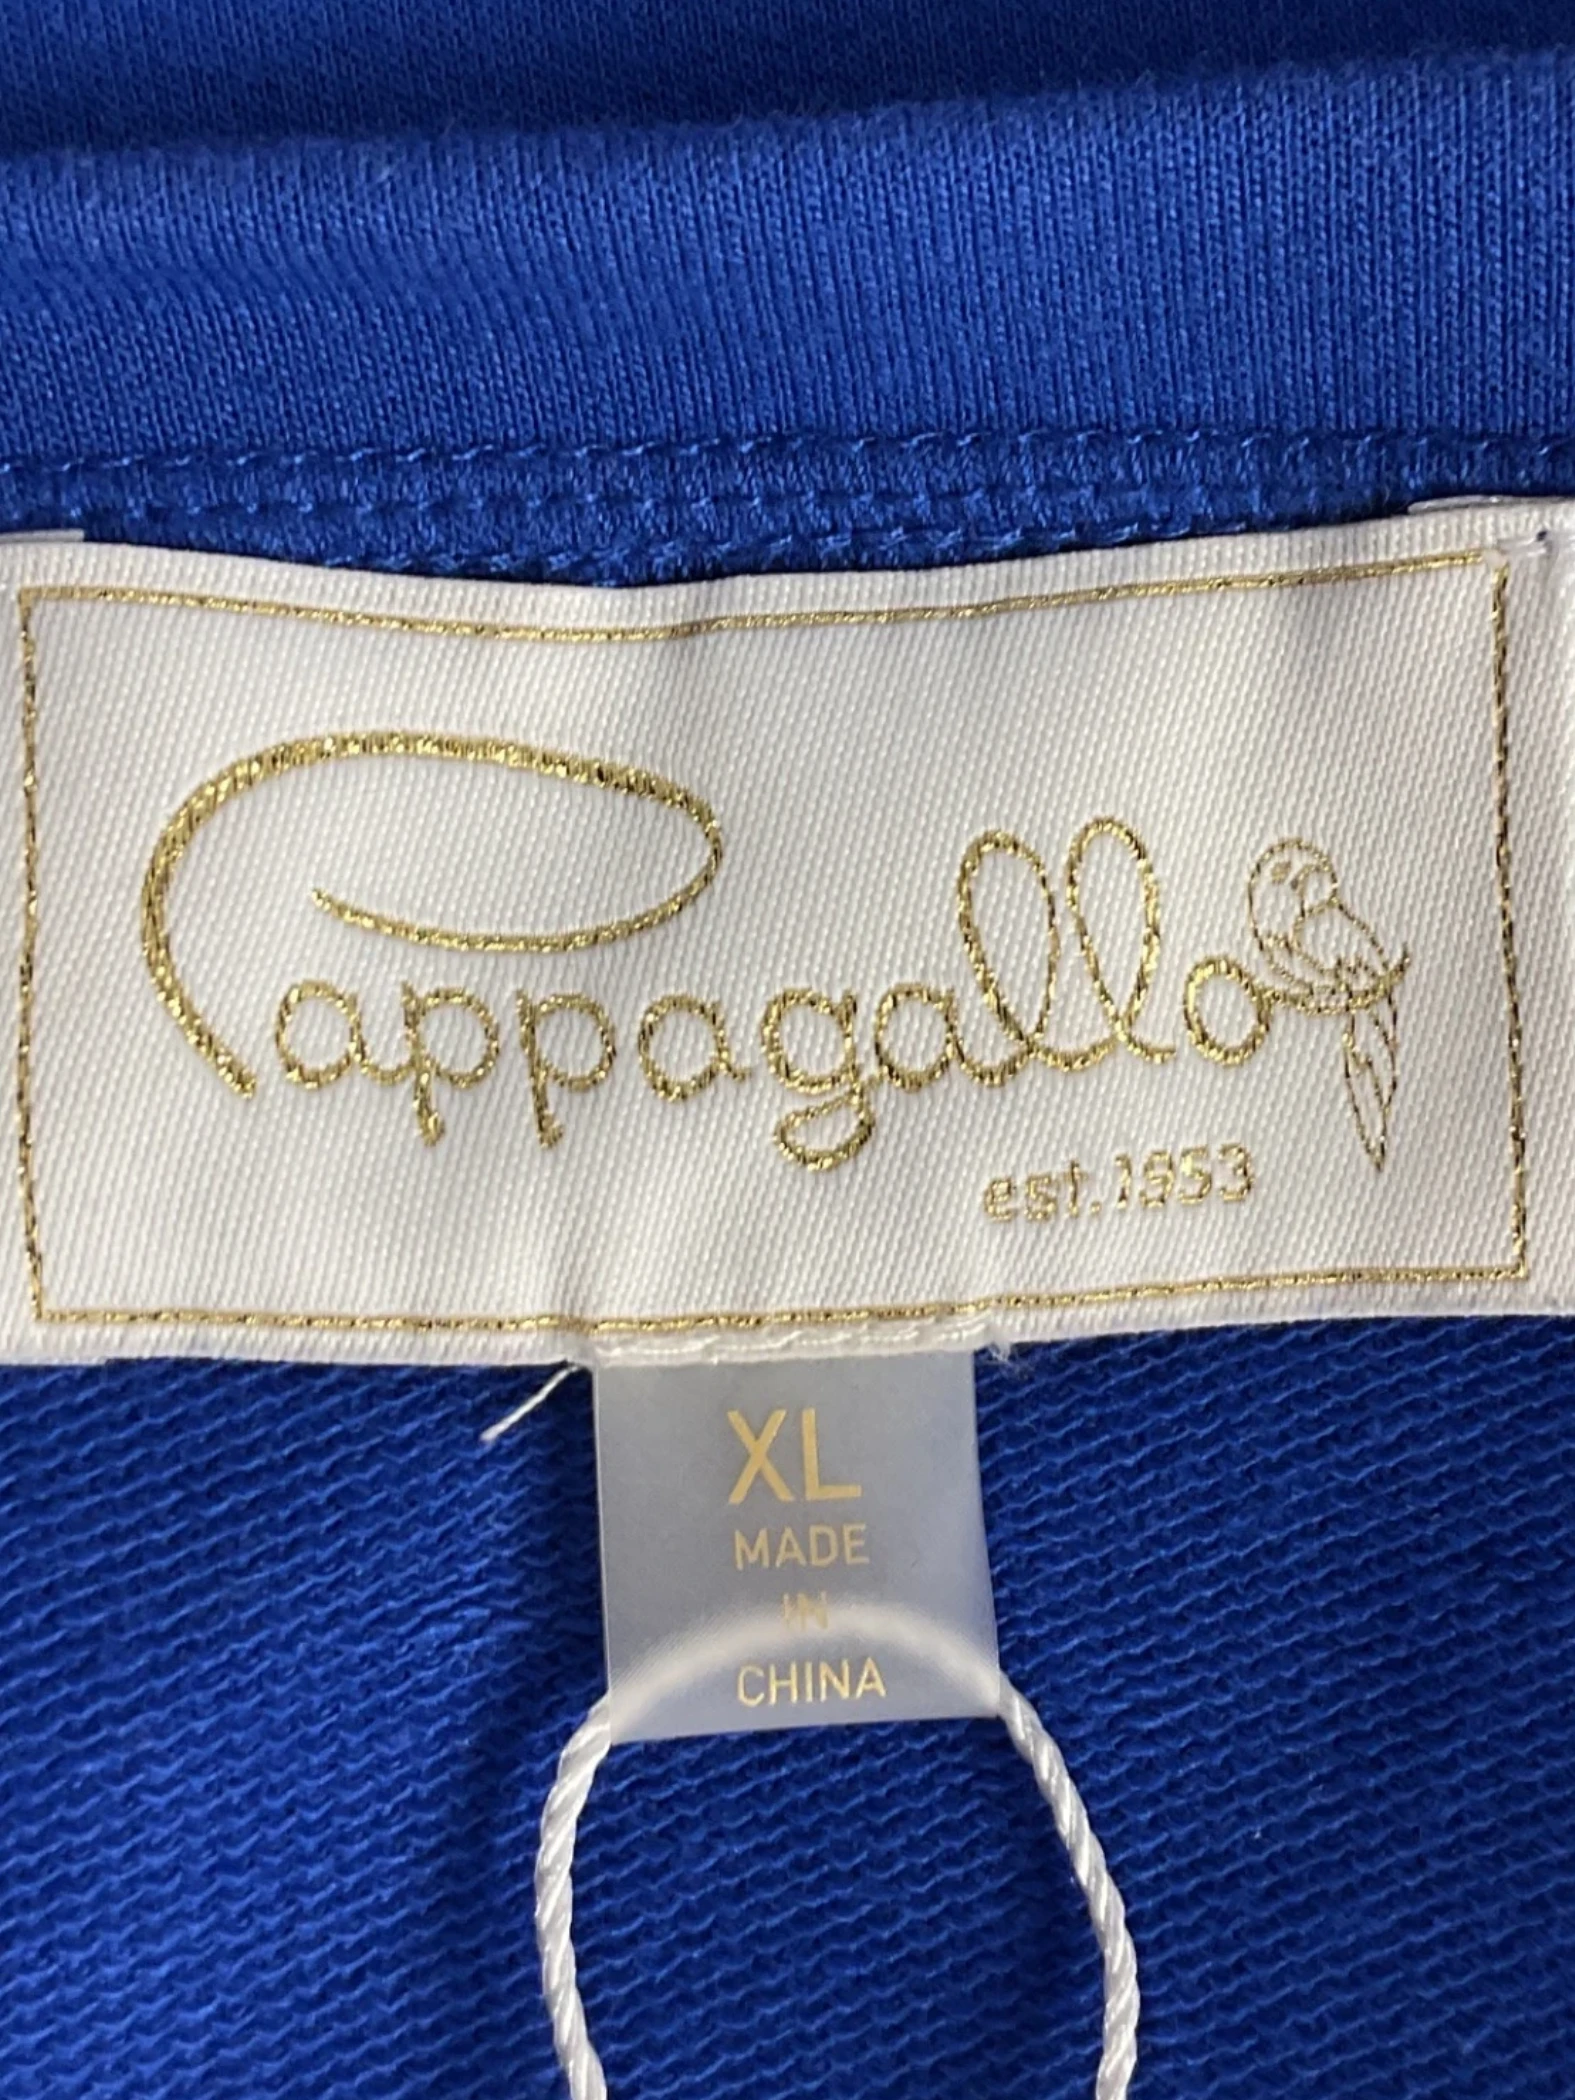 Pappagallo
est.1953
XL
MADE
IN
CHINA